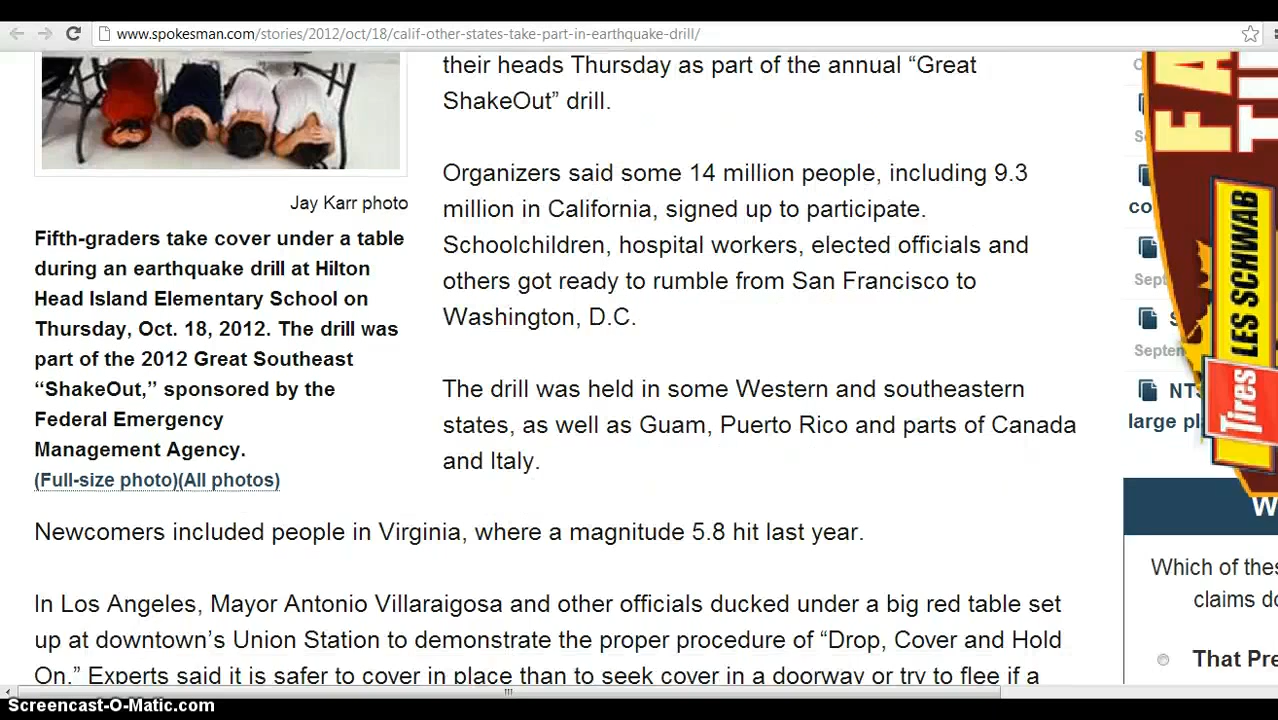 www.spokesman.com/stories/2012/oct/18/calif-other-states-take-part-in-earthquake-drill/
Jay Karr photo
Fifth-graders take cover under a table
during an earthquake drill at Hilton
Head Island Elementary School on
Thursday, Oct. 18, 2012. The drill was
part of the 2012 Great Southeast
“ShakeOut,” sponsored by the
Federal Emergency
Management Agency.
(Full-size photo)(All photos)
their heads Thursday as part of the annual “Great
ShakeOut” drill.
Organizers said some 14 million people, including 9.3
million in California, signed up to participate.
Schoolchildren, hospital workers, elected officials and
others got ready to rumble from San Francisco to
Washington, D.C.
The drill was held in some Western and southeastern
states, as well as Guam, Puerto Rico and parts of Canada
and Italy.
Newcomers included people in Virginia, where a magnitude 5.8 hit last year.
In Los Angeles, Mayor Antonio Villaraigosa and other officials ducked under a big red table set
up at downtown’s Union Station to demonstrate the proper procedure of “Drop, Cover and Hold
On.” Experts said it is safer to cover in place than to seek cover in a doorway or try to flee if a
large
LES SCHWAB
Tires
Which of
claims
That
Screencast-O-Matic.com